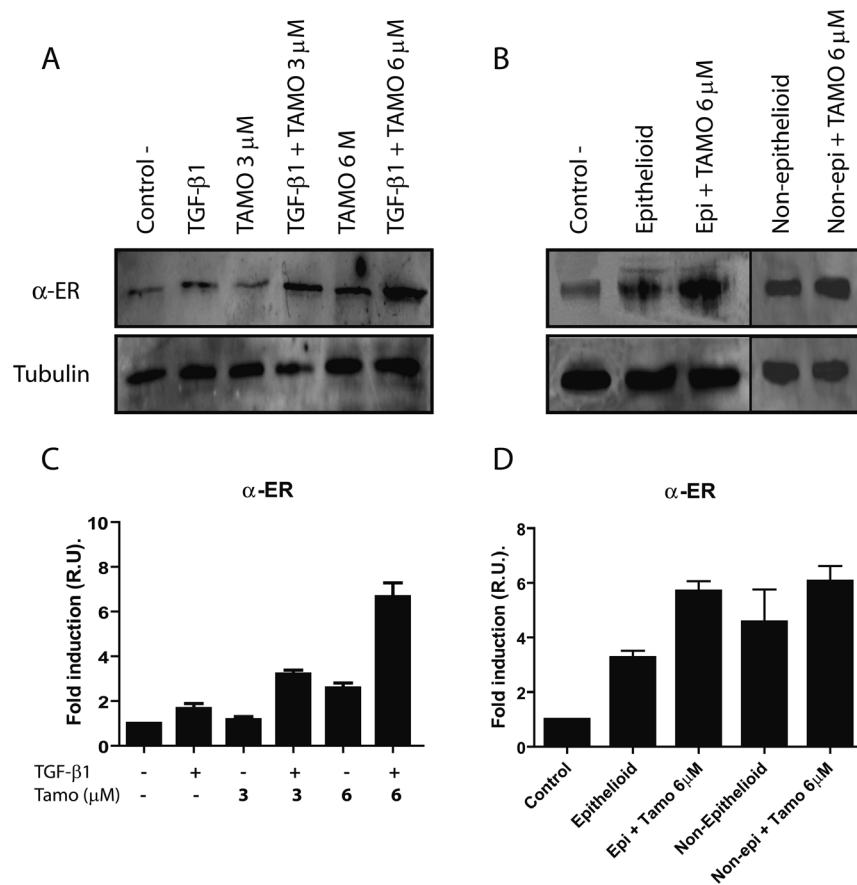 A
Control -
TGF-β1
TAMO 3 μM
TGF-β1 + TAMO 3 μM
TAMO 6 M
TGF-β1 + TAMO 6 μM
α-ER
Tubulin
B
Control -
Epithelioid
Epi + TAMO 6 μM
Non-epithelioid
Non-epi + TAMO 6 μM
C
α-ER
Fold induction (R.U).
10
8
6
4
2
0
TGF-β1 - + - + - +
Tamo (μM) - - 3 3 6 6
D
α-ER
Fold induction (R.U.).
8
6
4
2
0
Control
Epithelioid
Epi + Tamo 6μM
Non-Epithelioid
Non-epi + Tamo 6μM